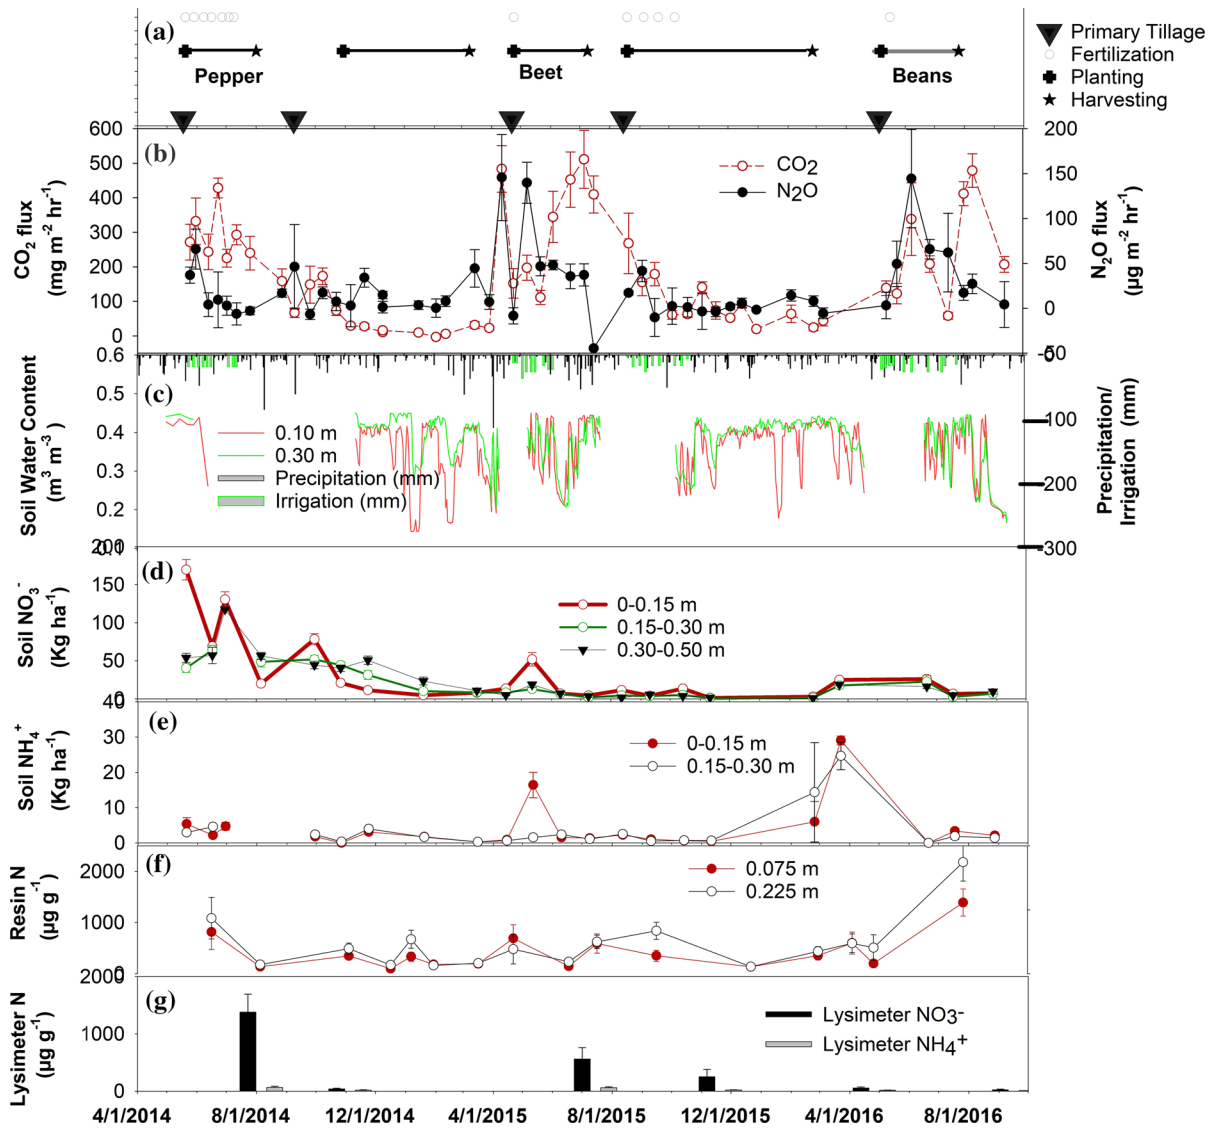 (a)
Pepper
Beet
Beans
Primary Tillage
Fertilization
Planting
Harvesting
(b)
600
500
400
300
200
100
0
CO2 flux
(mg m-2 hr-1)
CO2
N2O
200
150
100
50
0
-50
N2O flux
(µg m-2 hr-1)
(c)
0.6
0.5
0.4
0.3
0.2
0.1
Soil Water Content
(m3 m-3)
0.10 m
0.30 m
Precipitation (mm)
Irrigation (mm)
0
-100
-200
-300
Precipitation/
Irrigation (mm)
(d)
200
150
100
50
0
Soil NO3-
(Kg ha-1)
0-0.15 m
0.15-0.30 m
0.30-0.50 m
(e)
40
30
20
10
0
Soil NH4+
(Kg ha-1)
0-0.15 m
0.15-0.30 m
(f)
2000
1000
0
Resin N
(µg g-1)
0.075 m
0.225 m
(g)
2000
1000
0
Lysimeter N
(µg g-1)
Lysimeter NO3-
Lysimeter NH4+
4/1/2014 8/1/2014 12/1/2014 4/1/2015 8/1/2015 12/1/2015 4/1/2016 8/1/2016